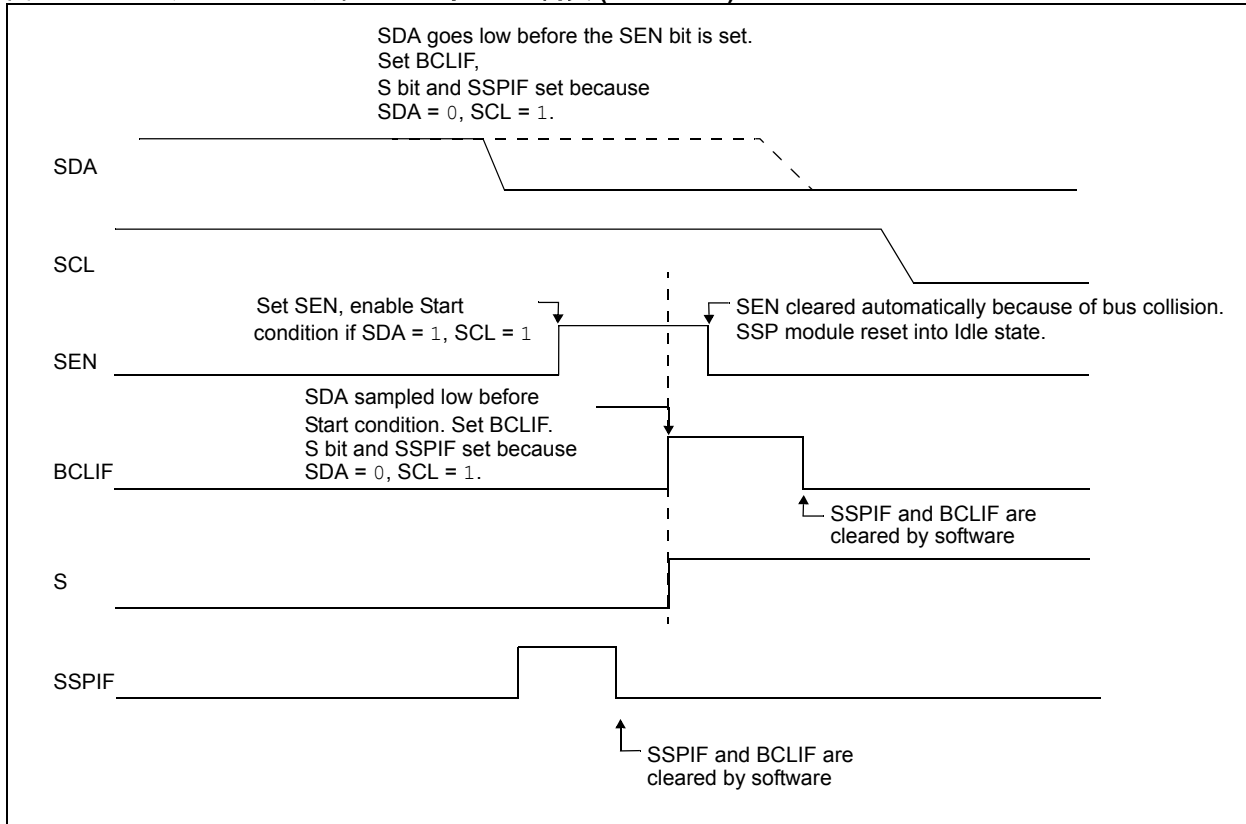 SDA goes low before the SEN bit is set.
Set BCLIF,
S bit and SSPIF set because
SDA = 0, SCL = 1.
SDA
SCL
Set SEN, enable Start
condition if SDA = 1, SCL = 1
SEN cleared automatically because of bus collision.
SSP module reset into Idle state.
SEN
SDA sampled low before
Start condition. Set BCLIF.
S bit and SSPIF set because
SDA = 0, SCL = 1.
BCLIF
SSPIF and BCLIF are
cleared by software
S
SSPIF
SSPIF and BCLIF are
cleared by software